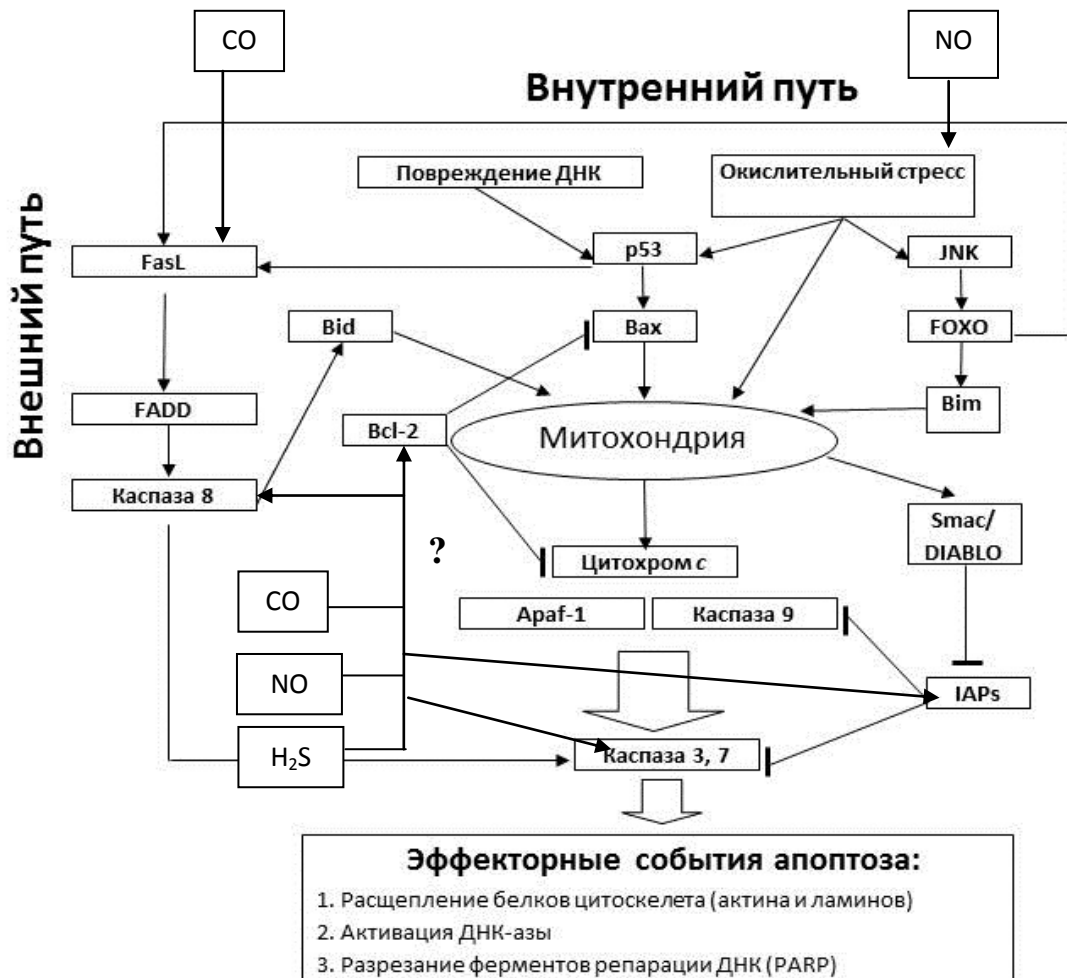 CO
NO
Внутренний путь
Внешний путь
Повреждение ДНК
Окислительный стресс
FasL
p53
JNK
Bid
Bax
FOXO
FADD
Bcl-2
Митохондрия
Bim
Каспаза 8
Smac/
DIABLO
?
Цитохром с
CO
Apaf-1
Каспаза 9
NO
IAPs
H₂S
Каспаза 3, 7
Эффекторные события апоптоза:
1. Расщепление белков цитоскелета (актина и ламинов)
2. Активация ДНК-азы
3. Разрезание ферментов репарации ДНК (PARP)